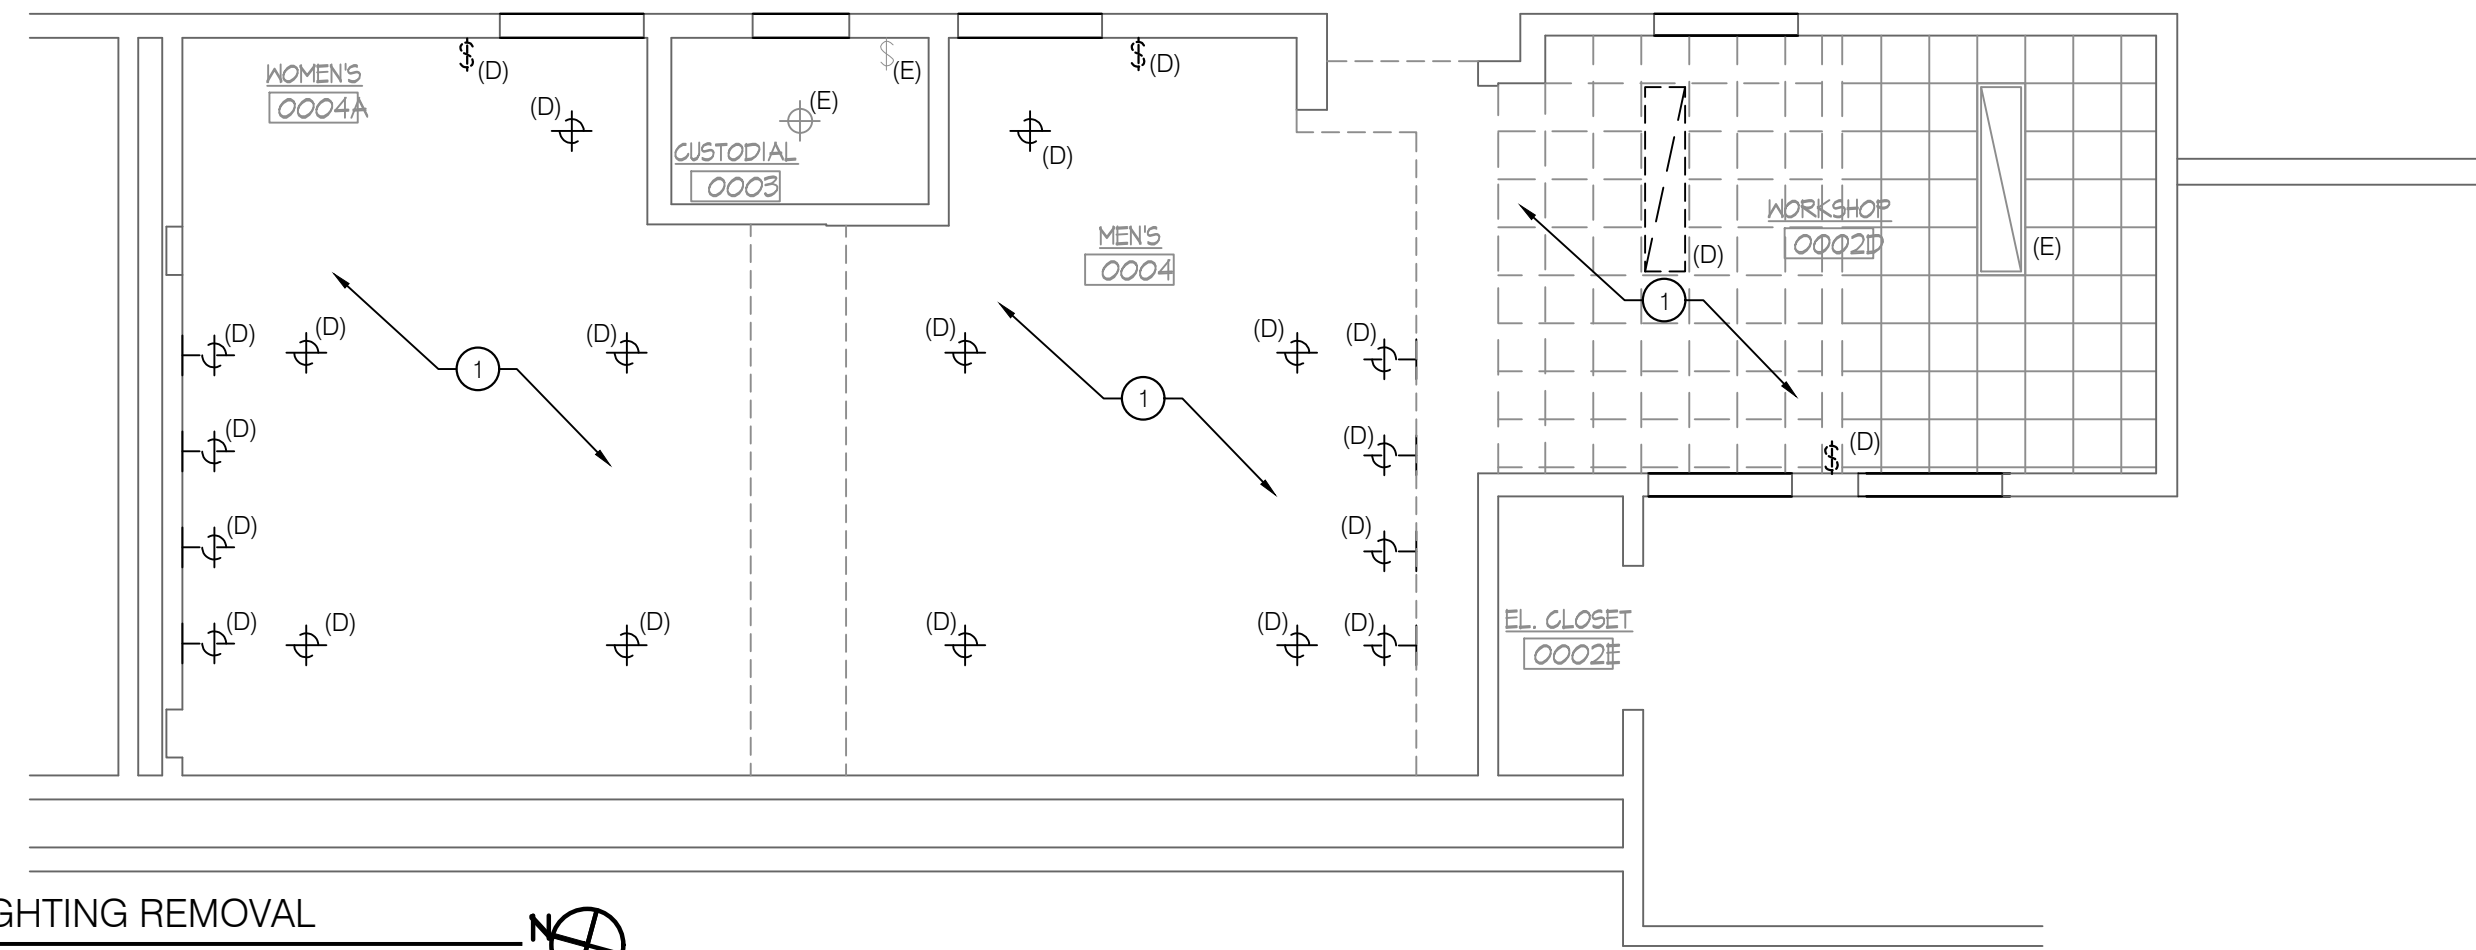 WOMEN'S
0004A
$ (D)
(D)
$ (E)
(E)
CUSTODIAL
0003
$ (D)
(D)
MEN'S
0004
WORKSHOP
0002D
(D)
(E)
1
(D)
(D)
(D)
1
(D)
(D)
(D)
1
(D)
(D)
$ (D)
(D)
(D)
(D)
(D)
(D)
(D)
(D)
(D)
EL. CLOSET
0002E
GHTING REMOVAL
N